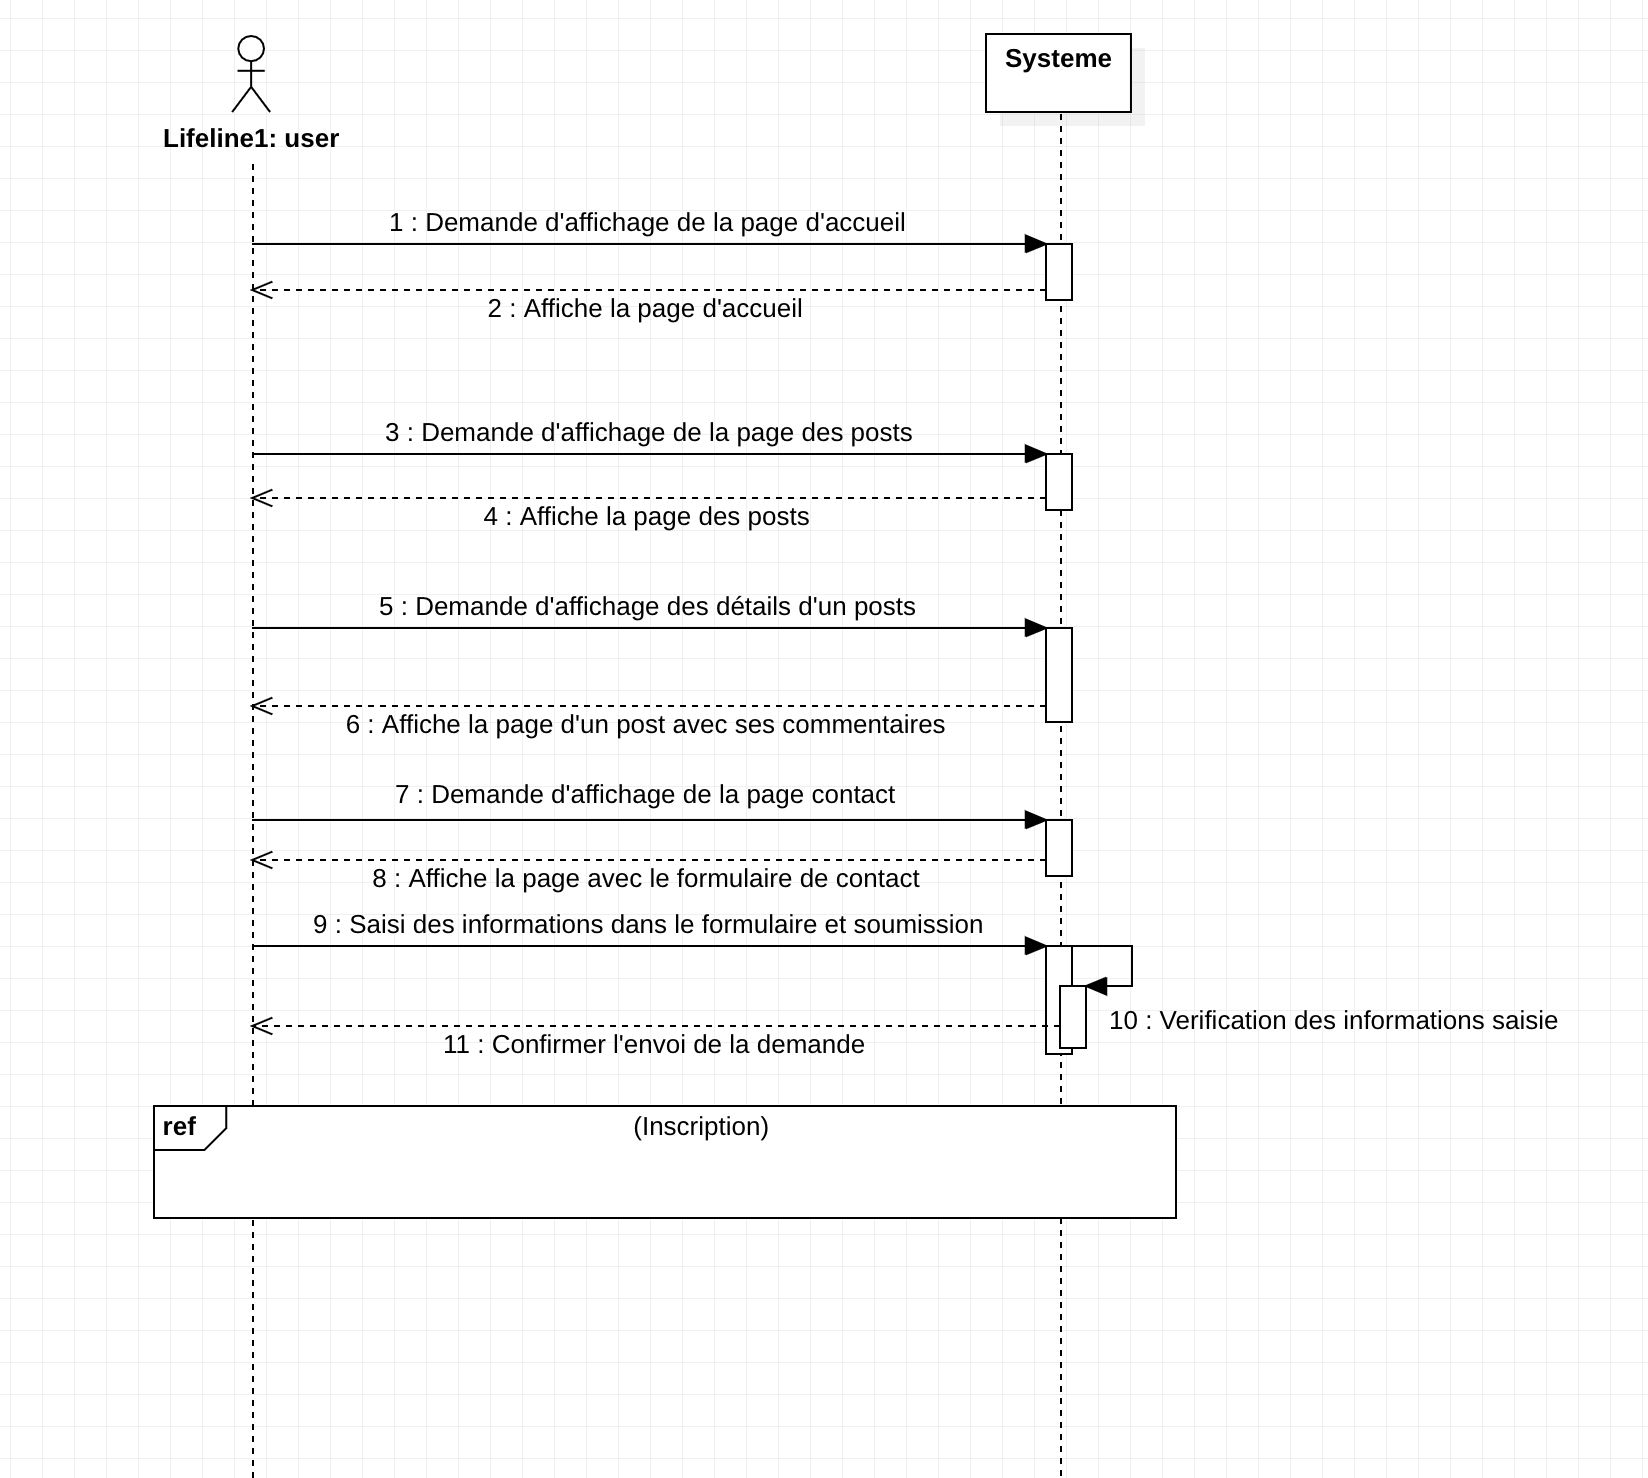 Systeme
Lifeline1: user
1 : Demande d'affichage de la page d'accueil
2 : Affiche la page d'accueil
3 : Demande d'affichage de la page des posts
4 : Affiche la page des posts
5 : Demande d'affichage des détails d'un posts
6 : Affiche la page d'un post avec ses commentaires
7 : Demande d'affichage de la page contact
8 : Affiche la page avec le formulaire de contact
9 : Saisi des informations dans le formulaire et soumission
10 : Verification des informations saisie
11 : Confirmer l'envoi de la demande
ref
(Inscription)